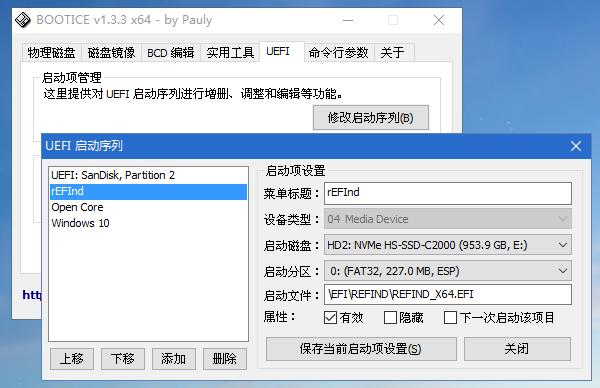 BOOTICE v1.3.3 x64 - by Pauly
物理磁盘 磁盘镜像 BCD 编辑 实用工具 UEFI 命令行参数 关于
启动项管理
这里提供对 UEFI 启动序列进行增删、调整和编辑等功能。
修改启动序列(B)
UEFI 启动序列
UEFI: SanDisk, Partition 2
rEFInd
Open Core
Windows 10
上移 下移 添加 删除
启动项设置
菜单标题： rEFInd
设备类型： 04 Media Device
启动磁盘： HD2: NVMe HS-SSD-C2000 (953.9 GB, E:)
启动分区： 0: (FAT32, 227.0 MB, ESP)
启动文件： \EFI\REFIND\REFIND_X64.EFI
属性： 有效 隐藏 下一次启动该项目
保存当前启动项设置(S) 关闭
htt